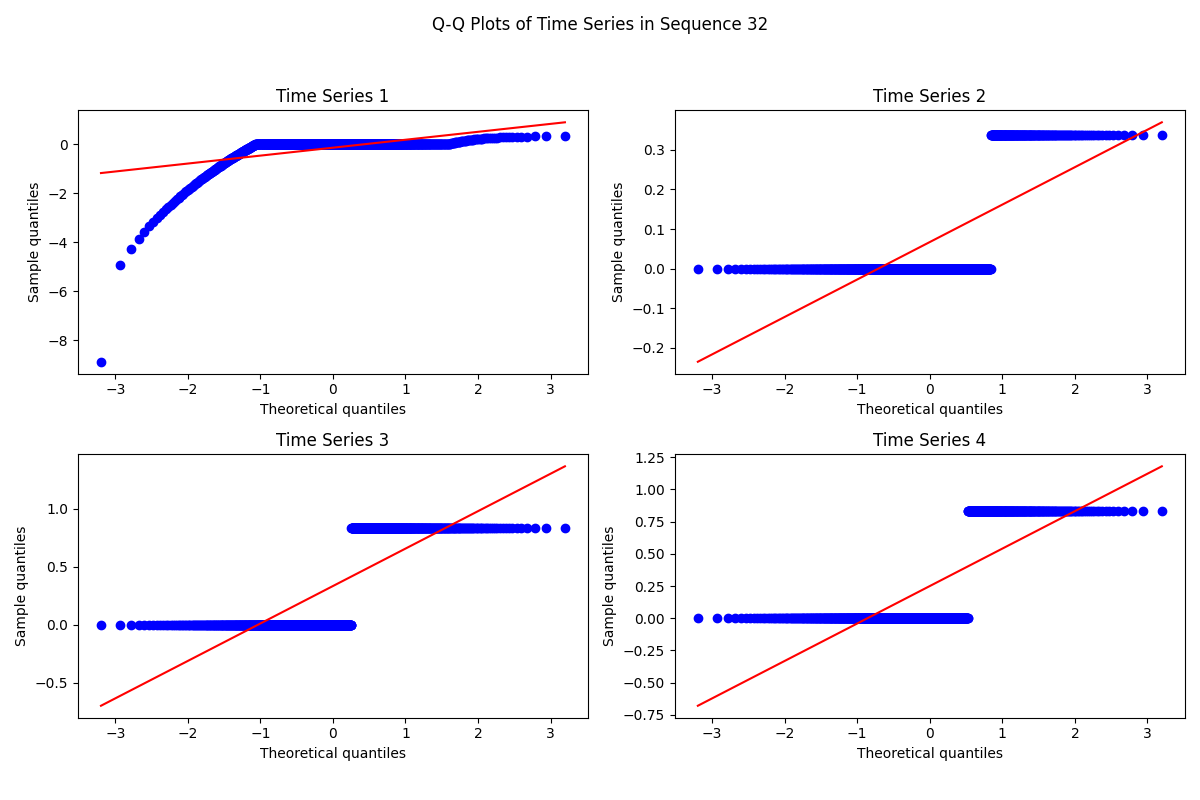 Q-Q Plots of Time Series in Sequence 32
Time Series 1
Sample quantiles
0
−2
−4
−6
−8
−3 −2 −1 0 1 2 3
Theoretical quantiles
Time Series 2
Sample quantiles
0.3
0.2
0.1
0.0
−0.1
−0.2
−3 −2 −1 0 1 2 3
Theoretical quantiles
Time Series 3
Sample quantiles
1.0
0.5
0.0
−0.5
−3 −2 −1 0 1 2 3
Theoretical quantiles
Time Series 4
Sample quantiles
1.25
1.00
0.75
0.50
0.25
0.00
−0.25
−0.50
−0.75
−3 −2 −1 0 1 2 3
Theoretical quantiles